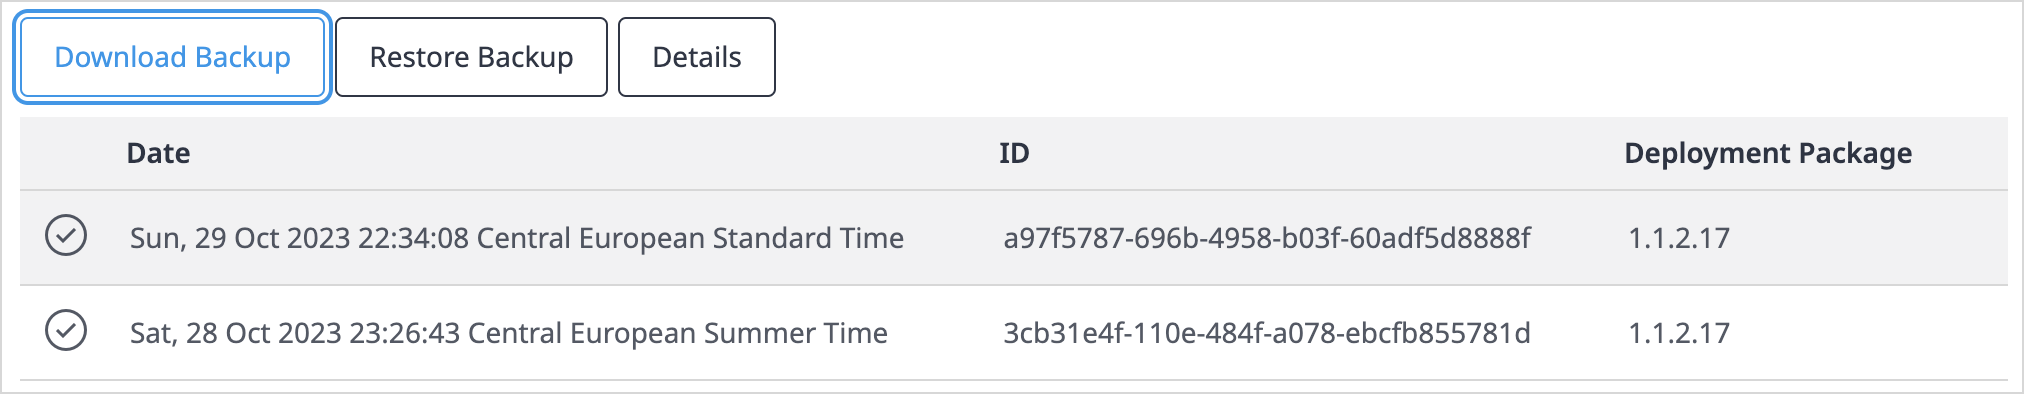 Download Backup Restore Backup Details
Date ID Deployment Package
Sun, 29 Oct 2023 22:34:08 Central European Standard Time a97f5787-696b-4958-b03f-60adf5d8888f 1.1.2.17
Sat, 28 Oct 2023 23:26:43 Central European Summer Time 3cb31e4f-110e-484f-a078-ebcfb855781d 1.1.2.17